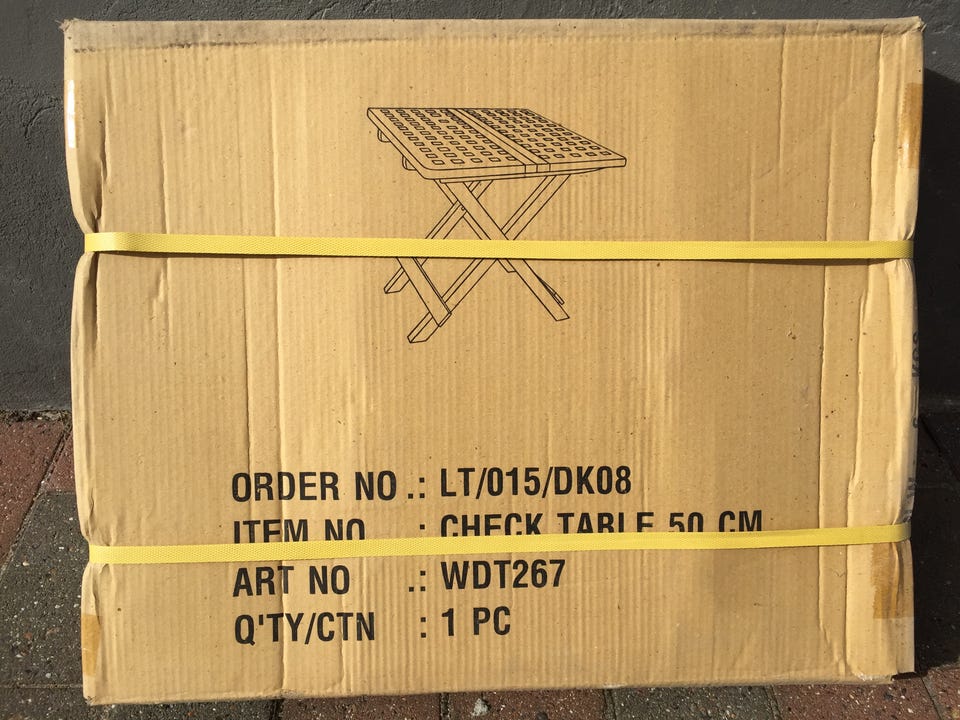 ORDER NO .: LT/015/DK08
ITEM NO : CHECK TABLE 50 CM
ART NO .: WDT267
Q'TY/CTN : 1 PC